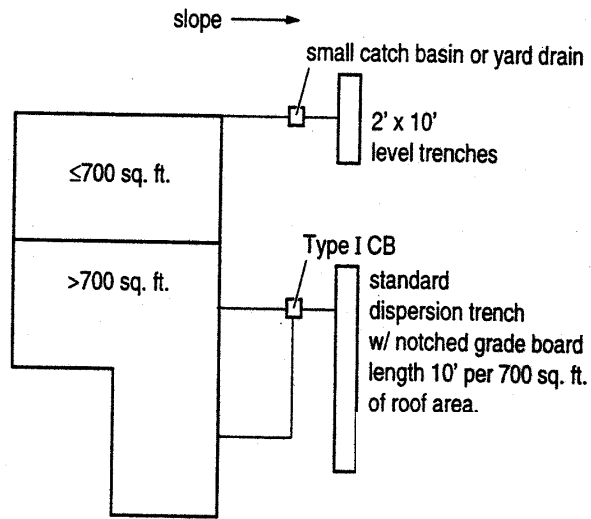 slope
small catch basin or yard drain
2' x 10'
level trenches
≤700 sq. ft.
>700 sq. ft.
Type I CB
standard
dispersion trench
w/ notched grade board
length 10' per 700 sq. ft.
of roof area.